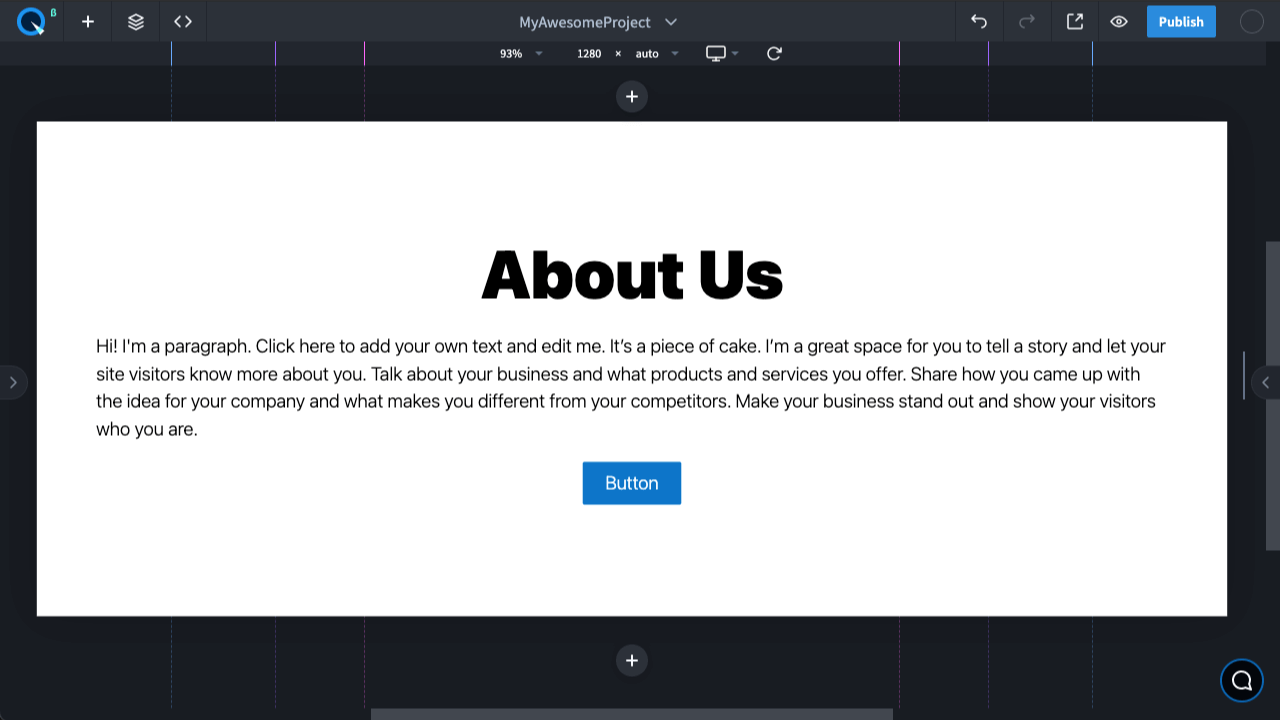 β
MyAwesomeProject
Publish
93% 1280 × auto
About Us
Hi! I'm a paragraph. Click here to add your own text and edit me. It’s a piece of cake. I’m a great space for you to tell a story and let your
site visitors know more about you. Talk about your business and what products and services you offer. Share how you came up with
the idea for your company and what makes you different from your competitors. Make your business stand out and show your visitors
who you are.
Button